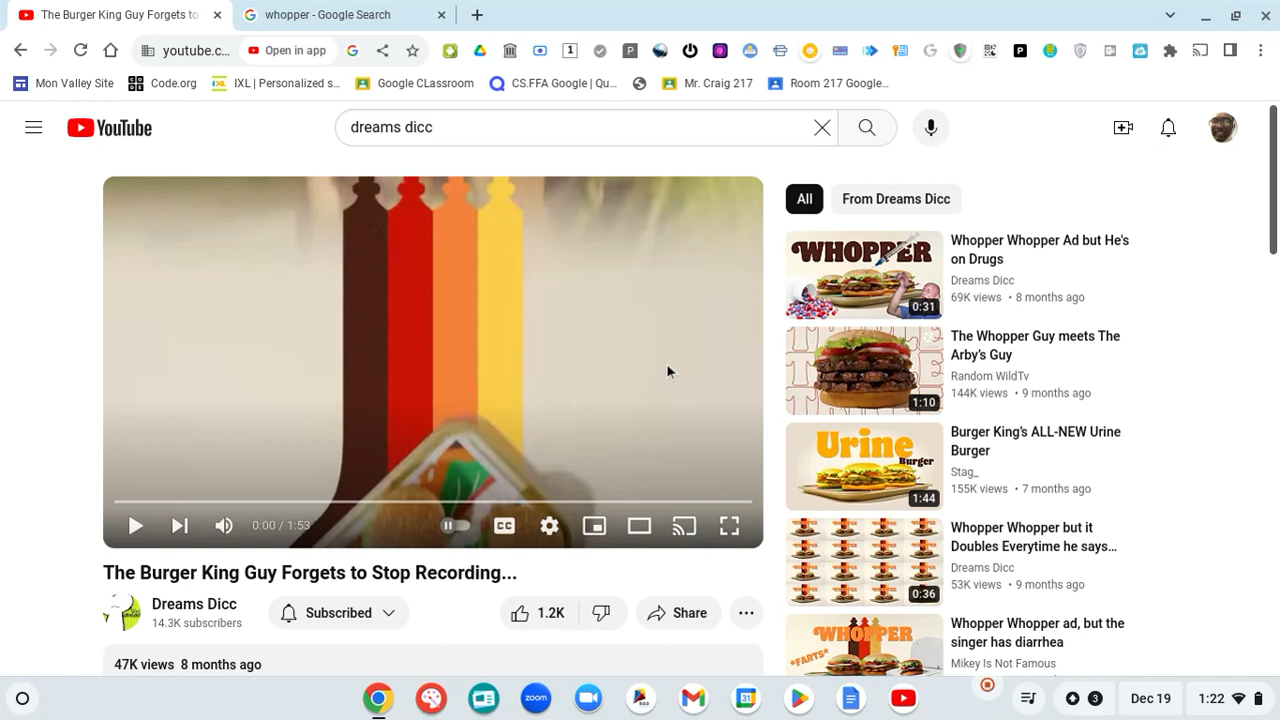 The Burger King Guy Forgets to
whopper - Google Search
youtube.c...
Open in app
Mon Valley Site
Code.org
IXL | Personalized s...
Google CLassroom
CS.FFA Google | Qu...
Mr. Craig 217
Room 217 Google...
YouTube
dreams dicc
All
From Dreams Dicc
WHOPPER
0:31
Whopper Whopper Ad but He's
on Drugs
Dreams Dicc
69K views • 8 months ago
1:10
The Whopper Guy meets The
Arby's Guy
Random WildTv
144K views • 9 months ago
Urine
Burger
1:44
Burger King's ALL-NEW Urine
Burger
Stag_
155K views • 7 months ago
0:36
Whopper Whopper but it
Doubles Everytime he says...
Dreams Dicc
53K views • 9 months ago
WHOPPER
*FARTS*
Whopper Whopper ad, but the
singer has diarrhea
Mikey Is Not Famous
0:00 / 1:53
CC
The Burger King Guy Forgets to Stop Recording...
Dreams Dicc
14.3K subscribers
Subscribed
1.2K
Share
47K views 8 months ago
zoom
31
3
Dec 19
1:22